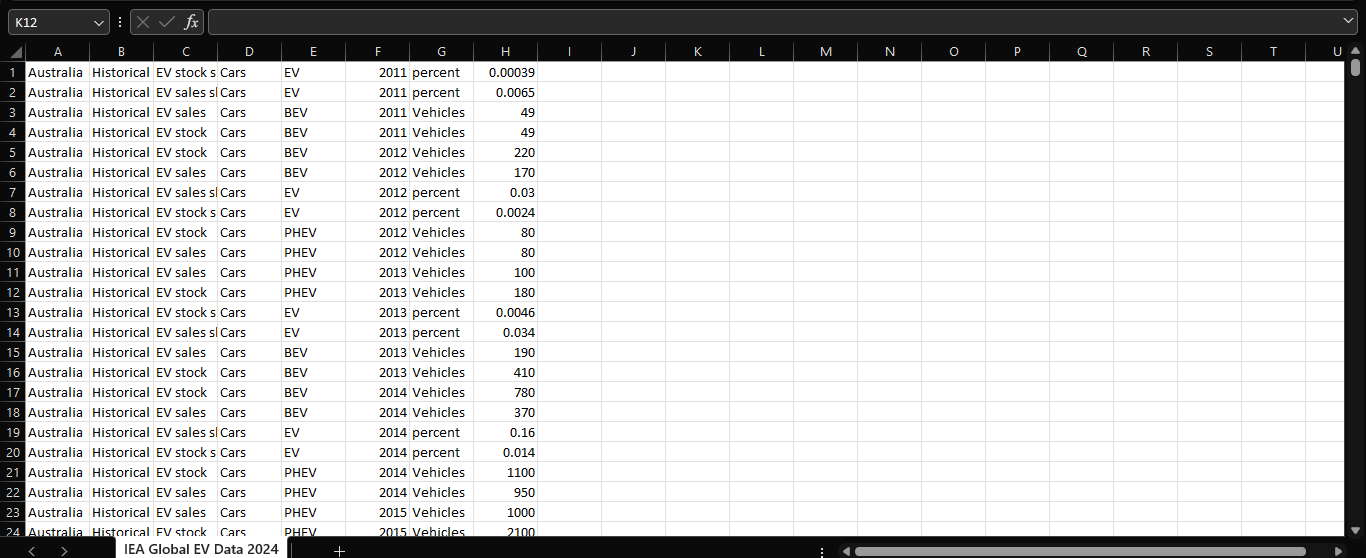 K12 fx
A B C D E F G H I J K L M N O P Q R S T U
1 Australia Historical EV stock s Cars EV 2011 percent 0.00039
2 Australia Historical EV sales sl Cars EV 2011 percent 0.0065
3 Australia Historical EV sales Cars BEV 2011 Vehicles 49
4 Australia Historical EV stock Cars BEV 2011 Vehicles 49
5 Australia Historical EV stock Cars BEV 2012 Vehicles 220
6 Australia Historical EV sales Cars BEV 2012 Vehicles 170
7 Australia Historical EV sales sl Cars EV 2012 percent 0.03
8 Australia Historical EV stock s Cars EV 2012 percent 0.0024
9 Australia Historical EV stock Cars PHEV 2012 Vehicles 80
10 Australia Historical EV sales Cars PHEV 2012 Vehicles 80
11 Australia Historical EV sales Cars PHEV 2013 Vehicles 100
12 Australia Historical EV stock Cars PHEV 2013 Vehicles 180
13 Australia Historical EV stock s Cars EV 2013 percent 0.0046
14 Australia Historical EV sales sl Cars EV 2013 percent 0.034
15 Australia Historical EV sales Cars BEV 2013 Vehicles 190
16 Australia Historical EV stock Cars BEV 2013 Vehicles 410
17 Australia Historical EV stock Cars BEV 2014 Vehicles 780
18 Australia Historical EV sales Cars BEV 2014 Vehicles 370
19 Australia Historical EV sales sl Cars EV 2014 percent 0.16
20 Australia Historical EV stock s Cars EV 2014 percent 0.014
21 Australia Historical EV stock Cars PHEV 2014 Vehicles 1100
22 Australia Historical EV sales Cars PHEV 2014 Vehicles 950
23 Australia Historical EV sales Cars PHEV 2015 Vehicles 1000
24 Australia Historical EV stock Cars PHEV 2015 Vehicles 2100
IEA Global EV Data 2024